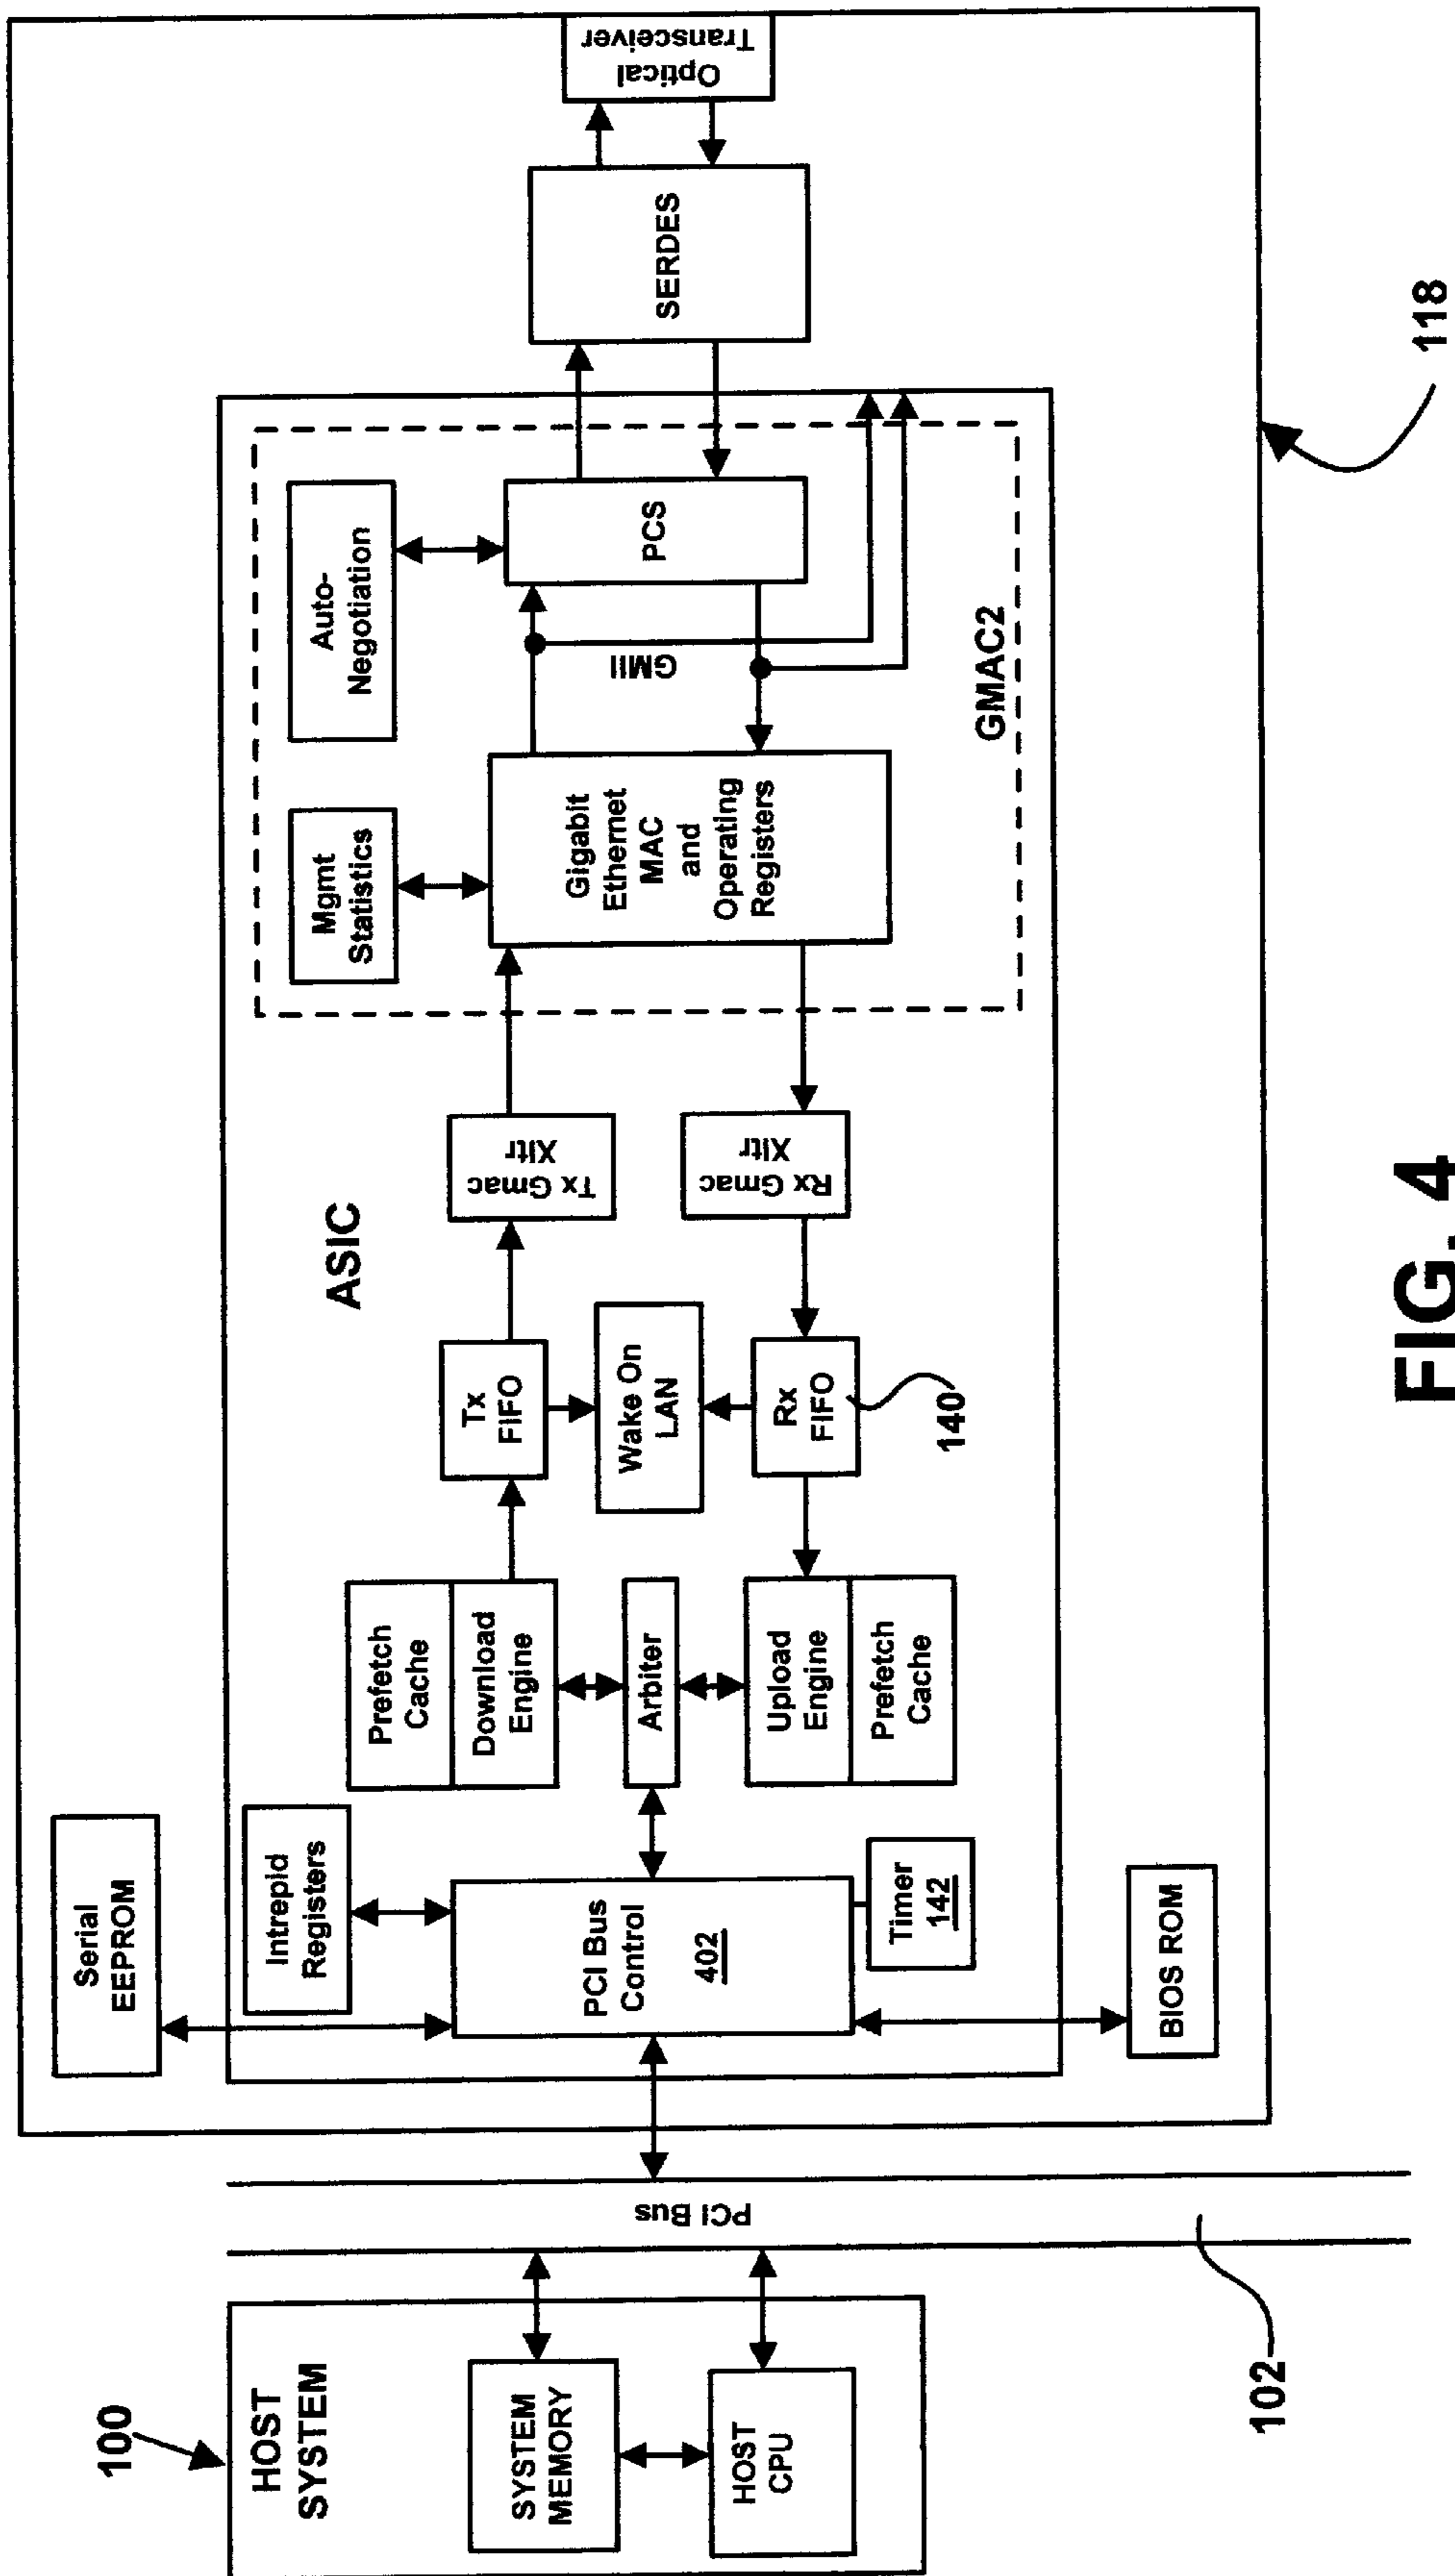 100
HOST
SYSTEM
SYSTEM
MEMORY
HOST
CPU
PCI Bus
102
Serial
EEPROM
Intrepid
Registers
PCI Bus
Control
402
Timer
142
BIOS ROM
Prefetch
Cache
Download
Engine
Arbiter
Upload
Engine
Prefetch
Cache
ASIC
Tx
FIFO
Wake On
LAN
Rx
FIFO
140
Tx Gmac
Xltr
Rx Gmac
Xltr
Mgmt
Statistics
Gigabit
Ethernet
MAC
and
Operating
Registers
Auto-
Negotiation
GMII
PCS
GMAC2
SERDES
Optical
Transceiver
118
FIG. 4